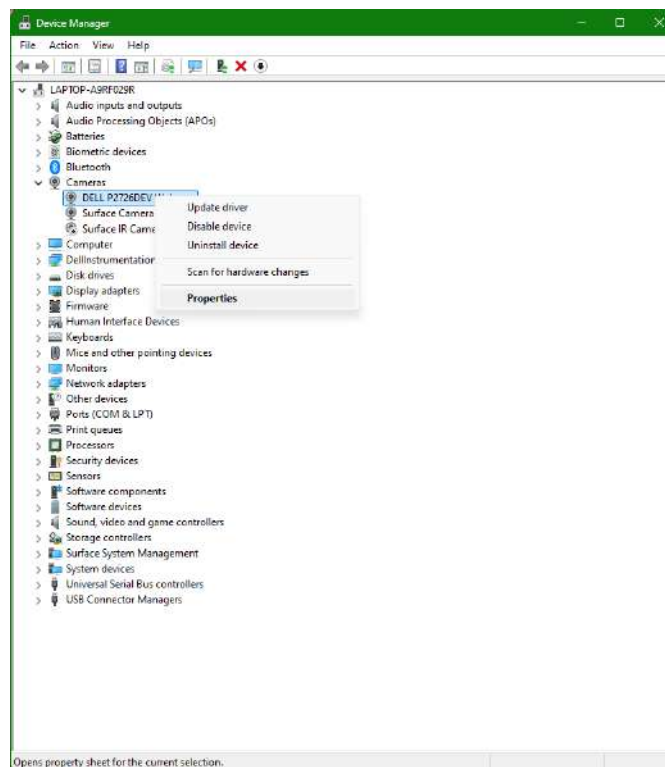 Device Manager
File Action View Help
LAPTOP-A9RF029R
Audio inputs and outputs
Audio Processing Objects (APOs)
Batteries
Biometric devices
Bluetooth
Cameras
DELL P2726DEV
Surface Camera
Surface IR Came
Update driver
Disable device
Uninstall device
Scan for hardware changes
Properties
Computer
DellInstrumentation
Disk drives
Display adapters
Firmware
Human Interface Devices
Keyboards
Mice and other pointing devices
Monitors
Network adapters
Other devices
Ports (COM & LPT)
Print queues
Processors
Security devices
Sensors
Software components
Software devices
Sound, video and game controllers
Storage controllers
Surface System Management
System devices
Universal Serial Bus controllers
USB Connector Managers
Opens property sheet for the current selection.